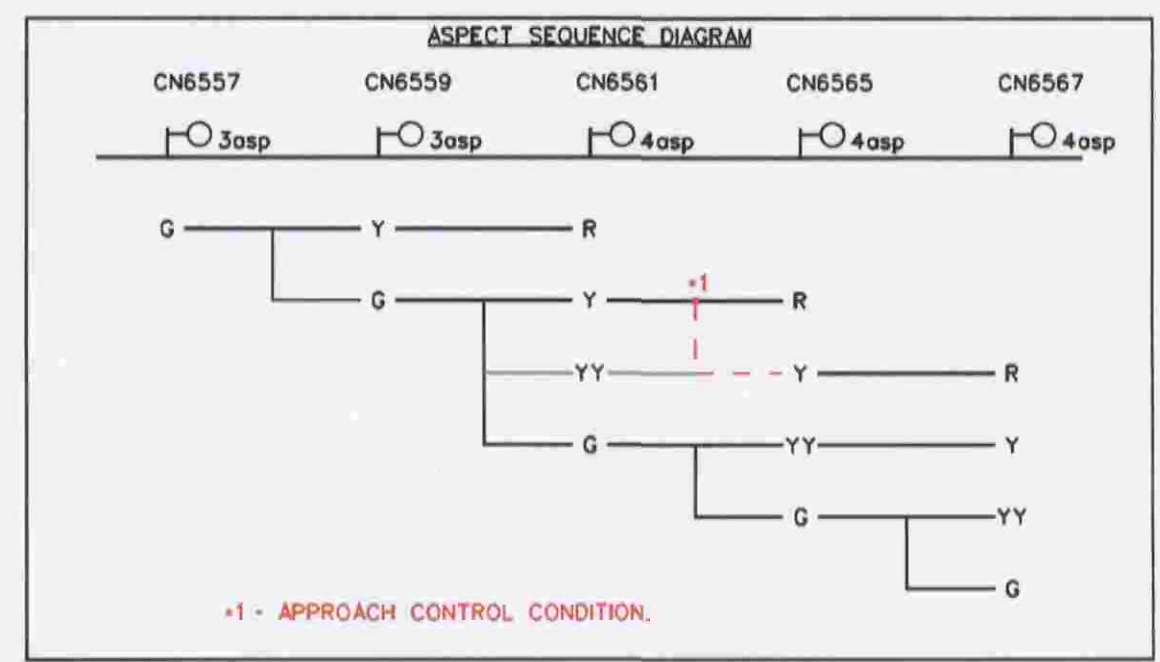 ASPECT SEQUENCE DIAGRAM
CN6557 CN6559 CN6561 CN6565 CN6567
3asp 3asp 4asp 4asp 4asp
G Y R
*1
G Y R
YY Y R
G YY Y
G YY
G
*1 - APPROACH CONTROL CONDITION.